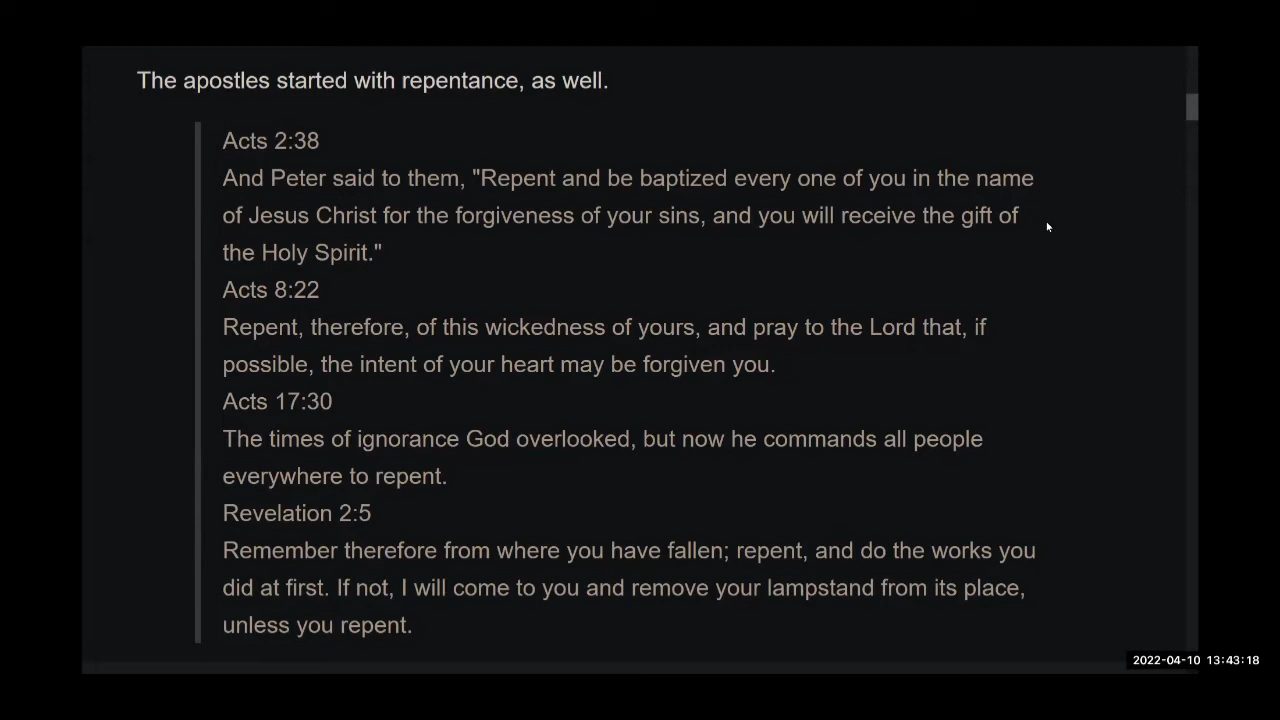 The apostles started with repentance, as well.
Acts 2:38
And Peter said to them, "Repent and be baptized every one of you in the name
of Jesus Christ for the forgiveness of your sins, and you will receive the gift of
the Holy Spirit."
Acts 8:22
Repent, therefore, of this wickedness of yours, and pray to the Lord that, if
possible, the intent of your heart may be forgiven you.
Acts 17:30
The times of ignorance God overlooked, but now he commands all people
everywhere to repent.
Revelation 2:5
Remember therefore from where you have fallen; repent, and do the works you
did at first. If not, I will come to you and remove your lampstand from its place,
unless you repent.
2022-04-10 13:43:18